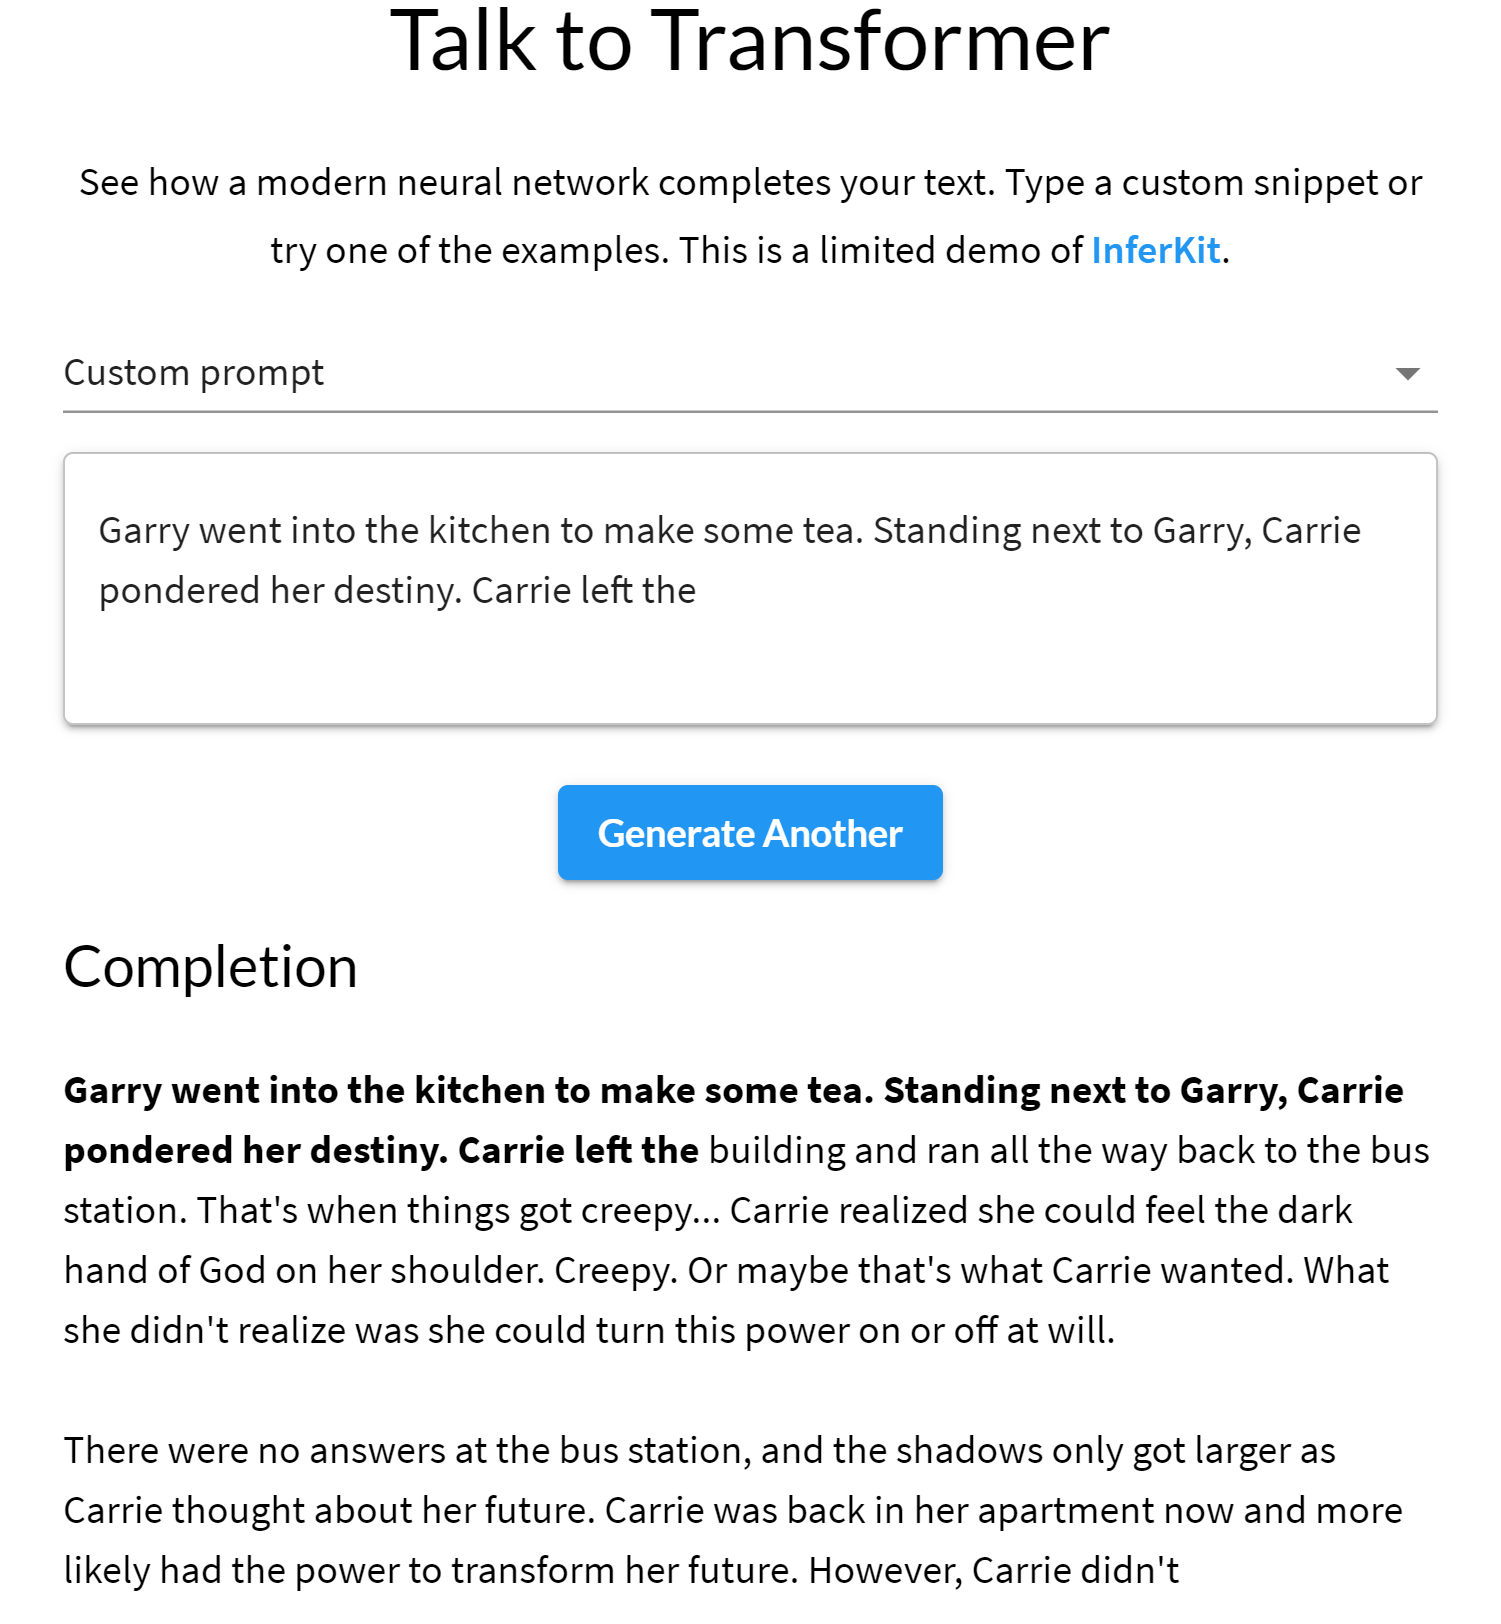 Talk to Transformer
See how a modern neural network completes your text. Type a custom snippet or
try one of the examples. This is a limited demo of InferKit.
Custom prompt
Garry went into the kitchen to make some tea. Standing next to Garry, Carrie
pondered her destiny. Carrie left the
Generate Another
Completion
Garry went into the kitchen to make some tea. Standing next to Garry, Carrie
pondered her destiny. Carrie left the building and ran all the way back to the bus
station. That's when things got creepy... Carrie realized she could feel the dark
hand of God on her shoulder. Creepy. Or maybe that's what Carrie wanted. What
she didn't realize was she could turn this power on or off at will.
There were no answers at the bus station, and the shadows only got larger as
Carrie thought about her future. Carrie was back in her apartment now and more
likely had the power to transform her future. However, Carrie didn't